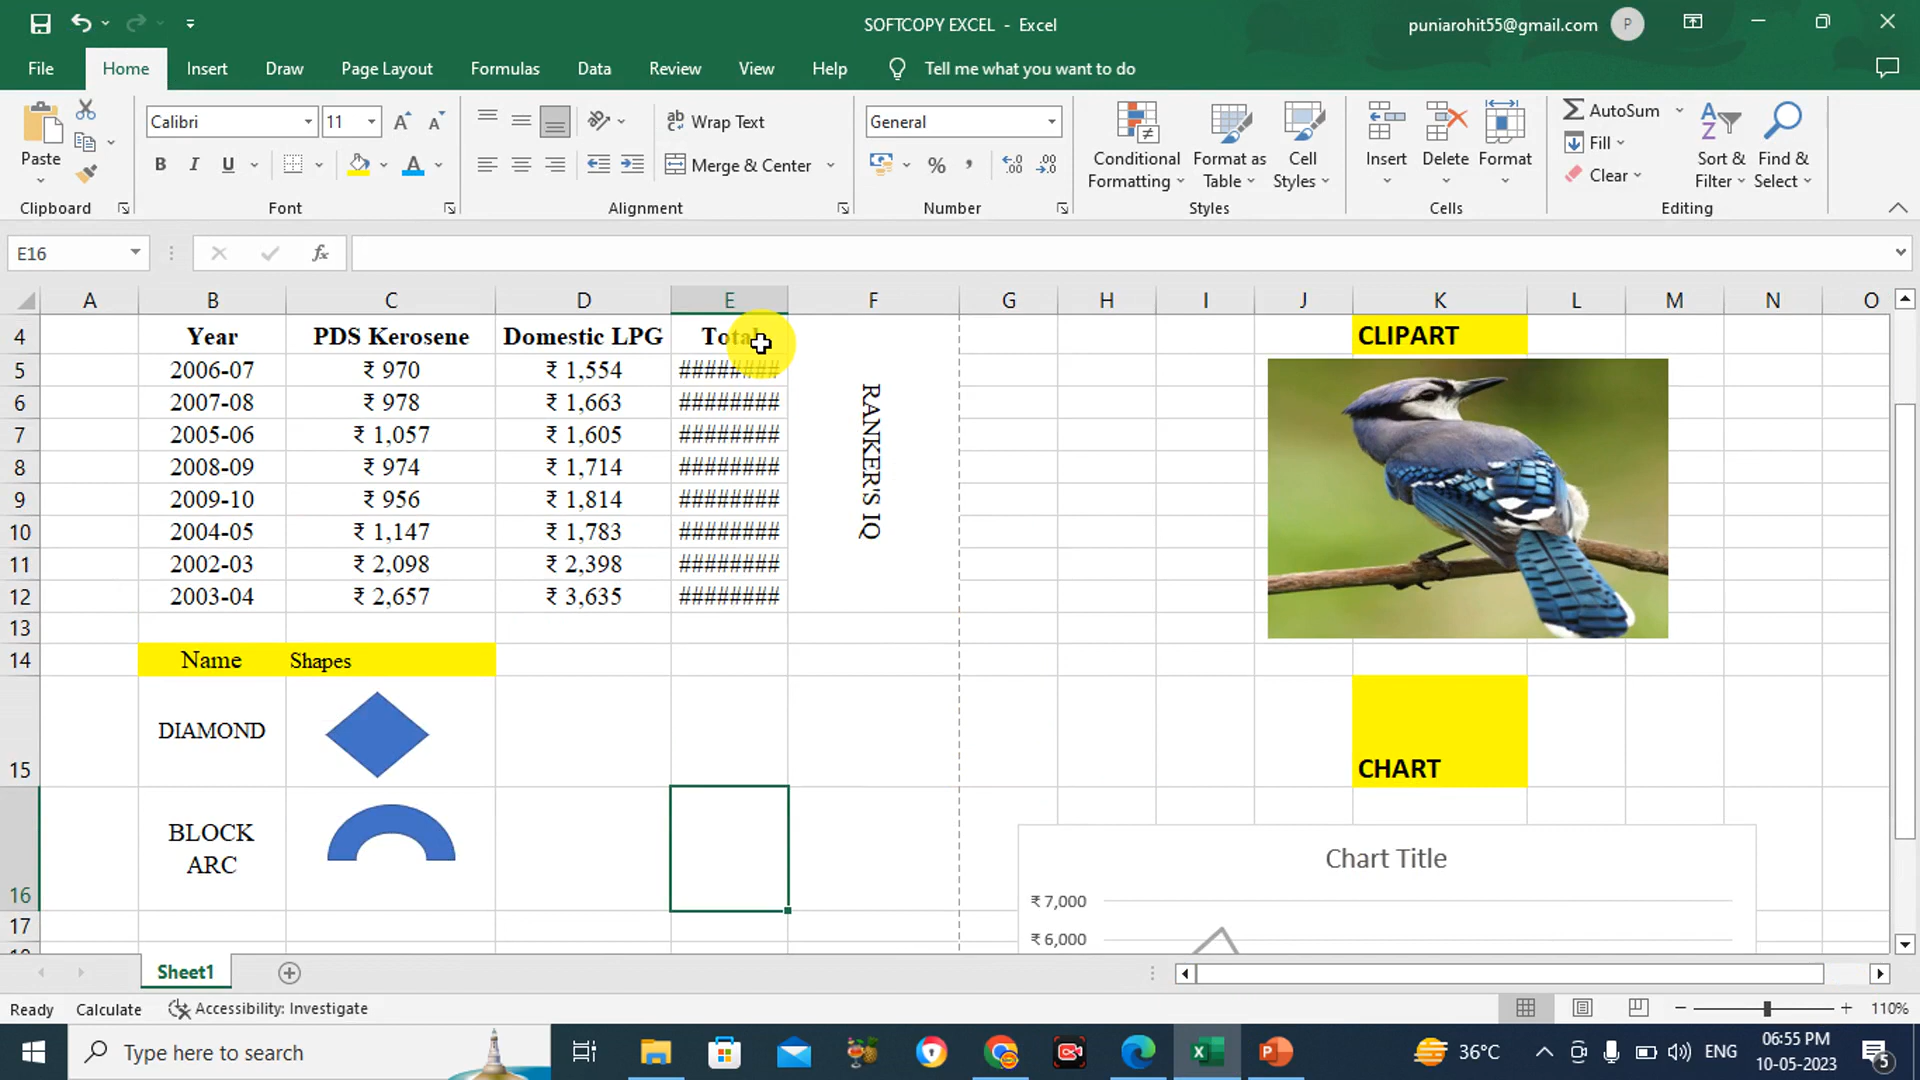 SOFTCOPY EXCEL - Excel
puniarohit55@gmail.com P
File Home Insert Draw Page Layout Formulas Data Review View Help Tell me what you want to do
Paste
Clipboard
Calibri 11
B I U
Font
Wrap Text
Merge & Center
Alignment
General
Number
Conditional Formatting
Format as Table
Cell Styles
Styles
Insert
Delete
Format
Cells
AutoSum
Fill
Clear
Sort & Filter
Find & Select
Editing
E16 fx
A B C D E F G H I J K L M N O
4 Year PDS Kerosene Domestic LPG Total CLIPART
5 2006-07 ₹ 970 ₹ 1,554 ########
6 2007-08 ₹ 978 ₹ 1,663 ########
7 2005-06 ₹ 1,057 ₹ 1,605 ########
8 2008-09 ₹ 974 ₹ 1,714 ########
9 2009-10 ₹ 956 ₹ 1,814 ########
10 2004-05 ₹ 1,147 ₹ 1,783 ########
11 2002-03 ₹ 2,098 ₹ 2,398 ########
12 2003-04 ₹ 2,657 ₹ 3,635 ########
RANKER'S IQ
13
14 Name Shapes
15 DIAMOND CHART
16 BLOCK ARC
17
Chart Title
₹ 7,000
₹ 6,000
Sheet1
Ready Calculate Accessibility: Investigate 110%
Type here to search
36°C ENG
06:55 PM
10-05-2023
5